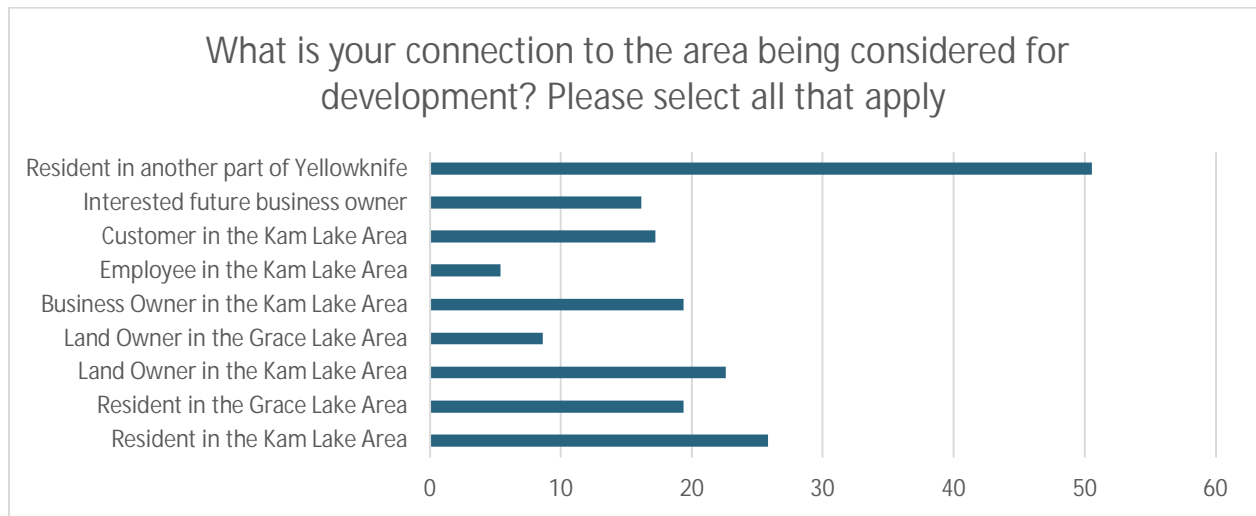 What is your connection to the area being considered for
development? Please select all that apply
Resident in another part of Yellowknife
Interested future business owner
Customer in the Kam Lake Area
Employee in the Kam Lake Area
Business Owner in the Kam Lake Area
Land Owner in the Grace Lake Area
Land Owner in the Kam Lake Area
Resident in the Grace Lake Area
Resident in the Kam Lake Area
0 10 20 30 40 50 60